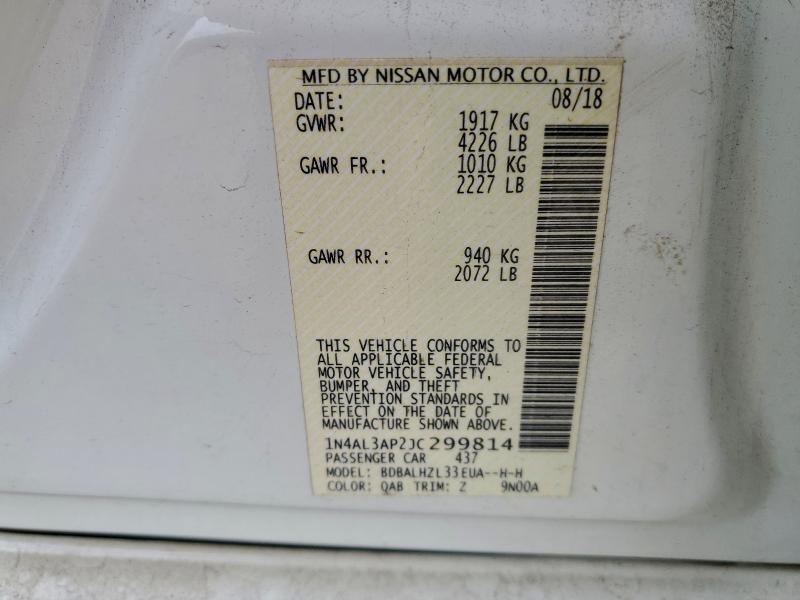 MFD BY NISSAN MOTOR CO., LTD.
DATE: 08/18
GVWR: 1917 KG
4226 LB
GAWR FR.: 1010 KG
2227 LB
GAWR RR.: 940 KG
2072 LB
THIS VEHICLE CONFORMS TO
ALL APPLICABLE FEDERAL
MOTOR VEHICLE SAFETY,
BUMPER, AND THEFT
PREVENTION STANDARDS IN
EFFECT ON THE DATE OF
MANUFACTURE SHOWN ABOVE.
1N4AL3AP2JC299814
PASSENGER CAR 437
MODEL: BDBALHZL33EUA--H-H
COLOR: QAB TRIM: Z 9N00A